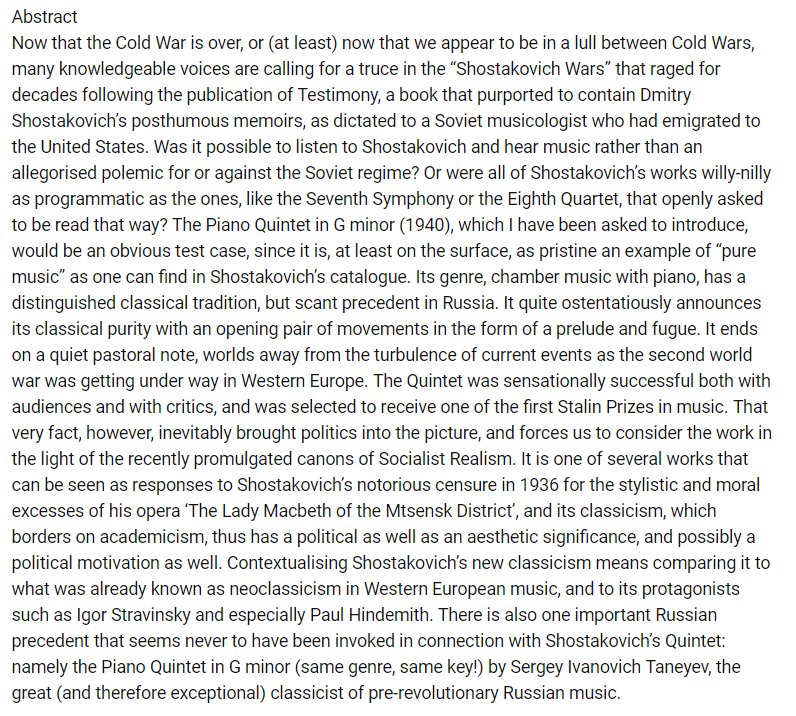 Abstract
Now that the Cold War is over, or (at least) now that we appear to be in a lull between Cold Wars,
many knowledgeable voices are calling for a truce in the “Shostakovich Wars” that raged for
decades following the publication of Testimony, a book that purported to contain Dmitry
Shostakovich’s posthumous memoirs, as dictated to a Soviet musicologist who had emigrated to
the United States. Was it possible to listen to Shostakovich and hear music rather than an
allegorised polemic for or against the Soviet regime? Or were all of Shostakovich’s works willy-nilly
as programmatic as the ones, like the Seventh Symphony or the Eighth Quartet, that openly asked
to be read that way? The Piano Quintet in G minor (1940), which I have been asked to introduce,
would be an obvious test case, since it is, at least on the surface, as pristine an example of “pure
music” as one can find in Shostakovich’s catalogue. Its genre, chamber music with piano, has a
distinguished classical tradition, but scant precedent in Russia. It quite ostentatiously announces
its classical purity with an opening pair of movements in the form of a prelude and fugue. It ends
on a quiet pastoral note, worlds away from the turbulence of current events as the second world
war was getting under way in Western Europe. The Quintet was sensationally successful both with
audiences and with critics, and was selected to receive one of the first Stalin Prizes in music. That
very fact, however, inevitably brought politics into the picture, and forces us to consider the work in
the light of the recently promulgated canons of Socialist Realism. It is one of several works that
can be seen as responses to Shostakovich’s notorious censure in 1936 for the stylistic and moral
excesses of his opera ‘The Lady Macbeth of the Mtsensk District’, and its classicism, which
borders on academicism, thus has a political as well as an aesthetic significance, and possibly a
political motivation as well. Contextualising Shostakovich’s new classicism means comparing it to
what was already known as neoclassicism in Western European music, and to its protagonists
such as Igor Stravinsky and especially Paul Hindemith. There is also one important Russian
precedent that seems never to have been invoked in connection with Shostakovich’s Quintet:
namely the Piano Quintet in G minor (same genre, same key!) by Sergey Ivanovich Taneyev, the
great (and therefore exceptional) classicist of pre-revolutionary Russian music.